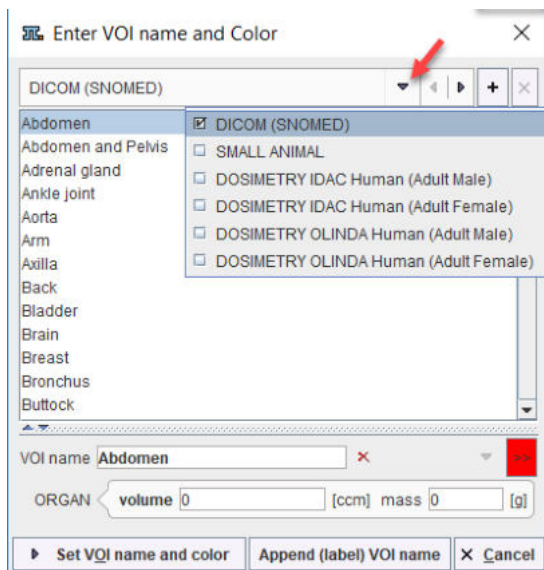 Enter VOI name and Color
DICOM (SNOMED)
Abdomen
Abdomen and Pelvis
Adrenal gland
Ankle joint
Aorta
Arm
Axilla
Back
Bladder
Brain
Breast
Bronchus
Buttock
DICOM (SNOMED)
SMALL ANIMAL
DOSIMETRY IDAC Human (Adult Male)
DOSIMETRY IDAC Human (Adult Female)
DOSIMETRY OLINDA Human (Adult Male)
DOSIMETRY OLINDA Human (Adult Female)
VOI name Abdomen >>
ORGAN volume 0 [ccm] mass 0 [g]
Set VOI name and color Append (label) VOI name Cancel